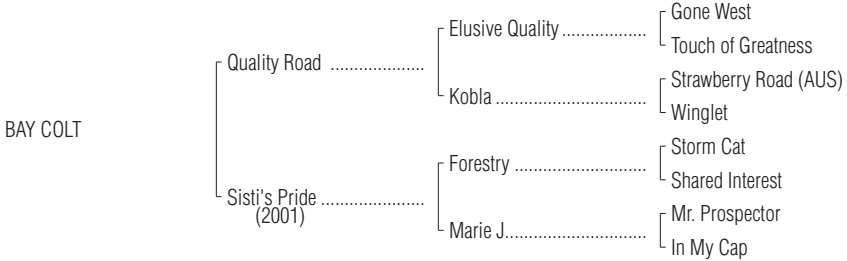 Gone West
Elusive Quality ..................
Touch of Greatness
Quality Road ....................
Strawberry Road (AUS)
Kobla ................................
Winglet
BAY COLT
Storm Cat
Forestry ............................
Shared Interest
Sisti's Pride ......................
(2001)
Mr. Prospector
Marie J..............................
In My Cap